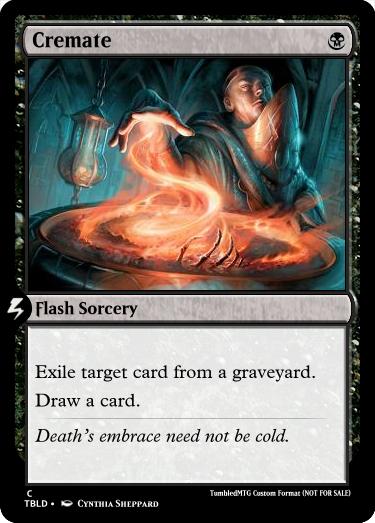 Cremate
Flash Sorcery
Exile target card from a graveyard.
Draw a card.
Death's embrace need not be cold.
C
TBLD • Cynthia Sheppard
TumbledMTG Custom Format (NOT FOR SALE)